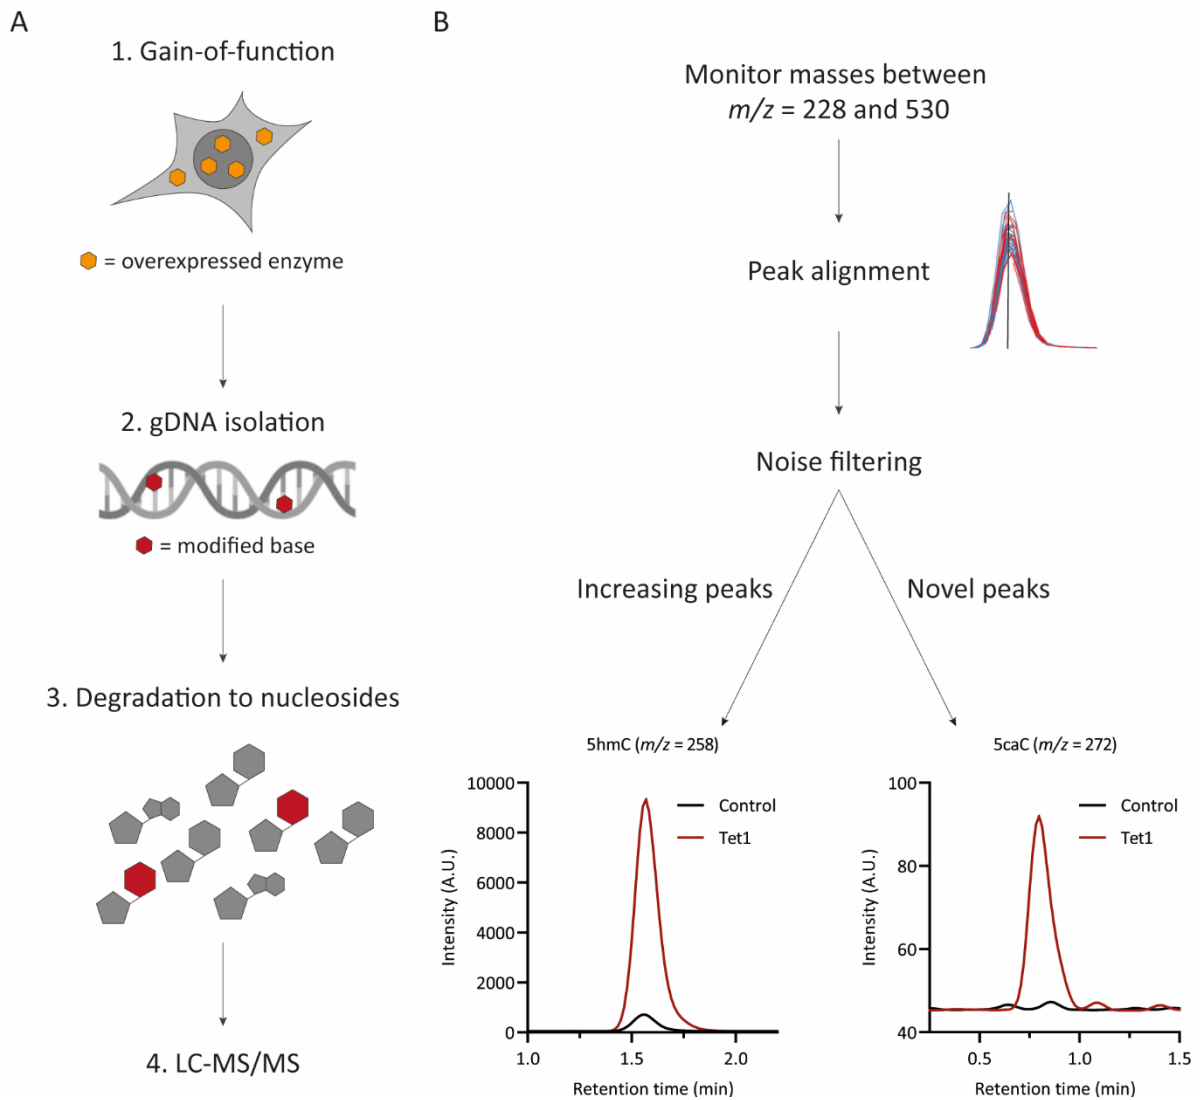 A
1. Gain-of-function
= overexpressed enzyme
2. gDNA isolation
= modified base
3. Degradation to nucleosides
4. LC-MS/MS
B
Monitor masses between
m/z = 228 and 530
Peak alignment
Noise filtering
Increasing peaks
Novel peaks
5hmC (m/z = 258)
10000
8000
6000
4000
2000
0
Intensity (A.U.)
Control
Tet1
1.0
1.5
2.0
Retention time (min)
5caC (m/z = 272)
100
80
60
40
Intensity (A.U.)
Control
Tet1
0.5
1.0
1.5
Retention time (min)